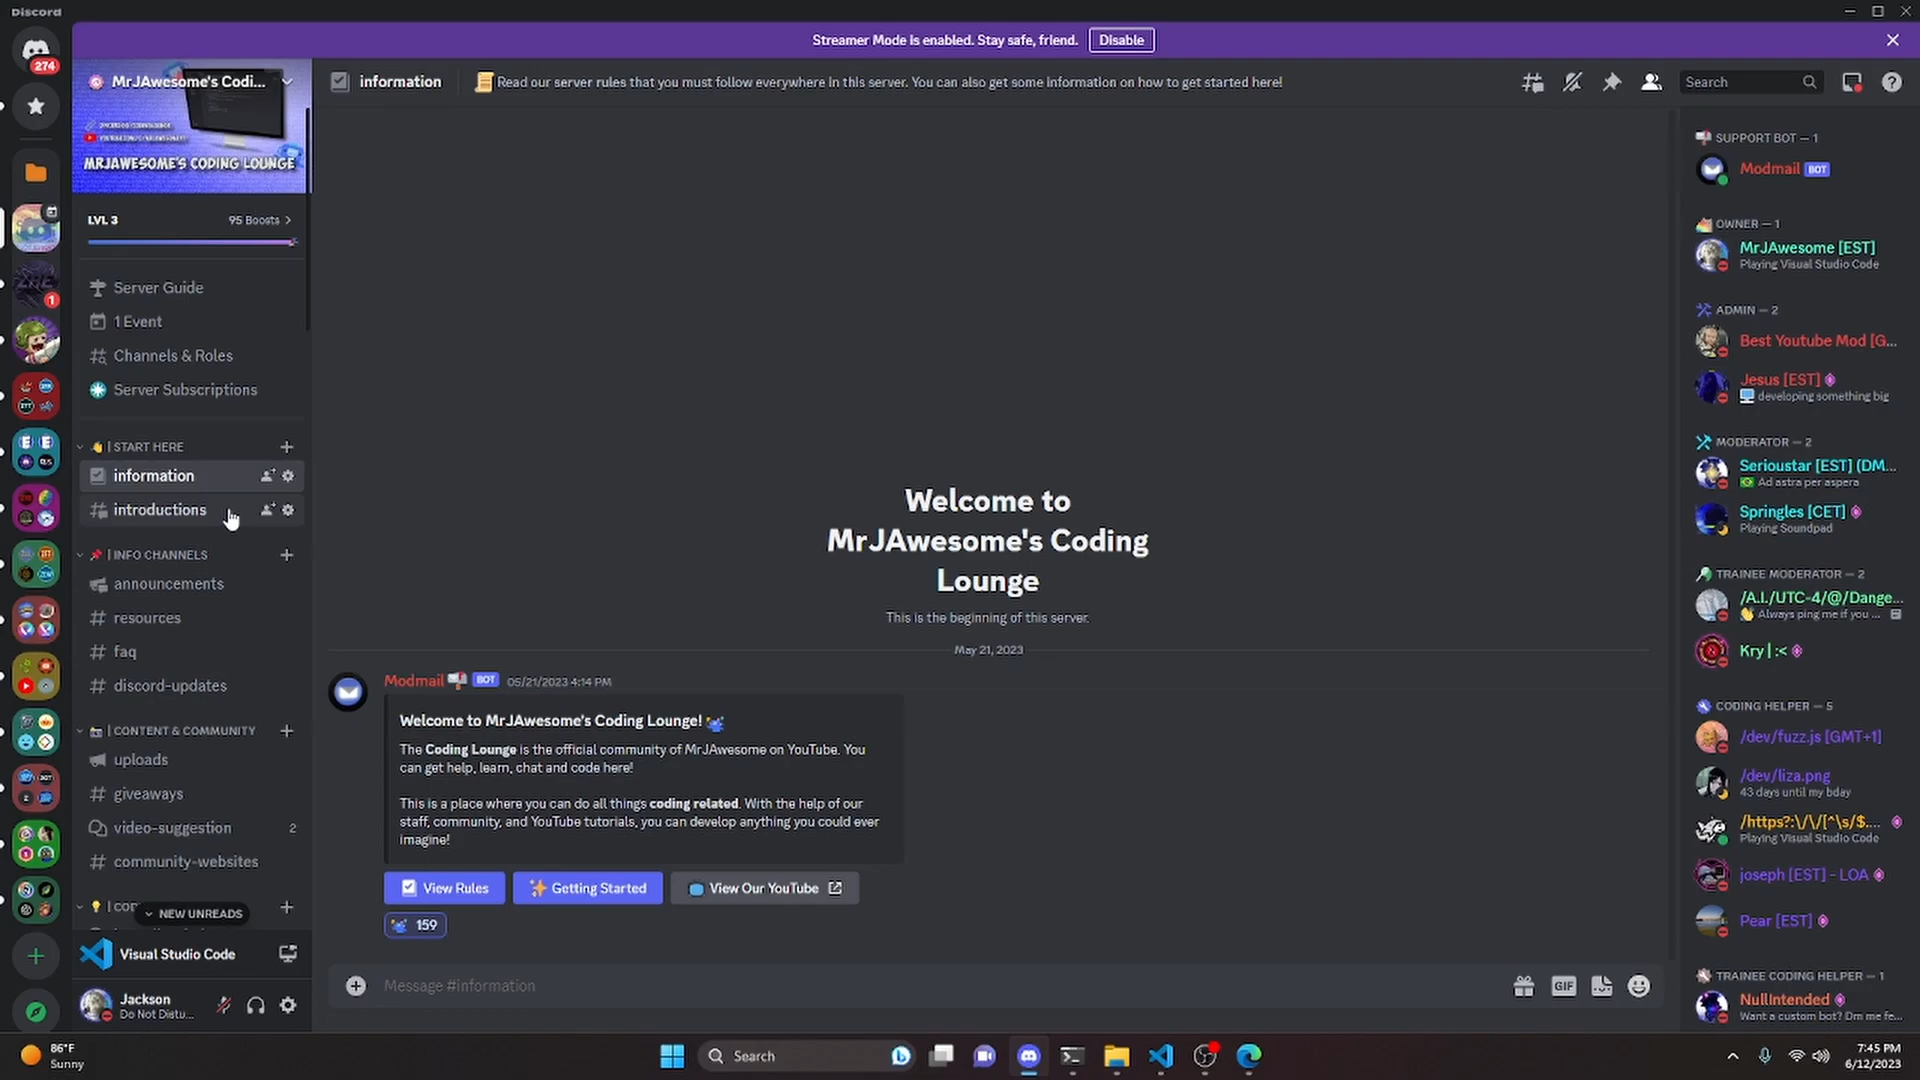 Discord
Streamer Mode is enabled. Stay safe, friend.
Disable
274
MrJAwesome's Codi...
MRJAWESOME'S CODING LOUNGE
LVL 3
95 Boosts
Server Guide
1 Event
Channels & Roles
Server Subscriptions
| START HERE
information
introductions
| INFO CHANNELS
announcements
resources
faq
discord-updates
| CONTENT & COMMUNITY
uploads
giveaways
video-suggestion
2
community-websites
NEW UNREADS
Visual Studio Code
Jackson
Do Not Distu...
1
information
Read our server rules that you must follow everywhere in this server. You can also get some information on how to get started here!
Search
Welcome to
MrJAwesome's Coding
Lounge
This is the beginning of this server.
May 21, 2023
Modmail
BOT
05/21/2023 4:14 PM
Welcome to MrJAwesome's Coding Lounge!
The Coding Lounge is the official community of MrJAwesome on YouTube. You
can get help, learn, chat and code here!
This is a place where you can do all things coding related. With the help of our
staff, community, and YouTube tutorials, you can develop anything you could ever
imagine!
View Rules
Getting Started
View Our YouTube
159
Message #information
GIF
SUPPORT BOT — 1
Modmail
BOT
OWNER — 1
MrJAwesome [EST]
Playing Visual Studio Code
ADMIN — 2
Best Youtube Mod [G...
Jesus [EST]
developing something big
MODERATOR — 2
Serioustar [EST] (DM...
Ad astra per aspera
Springles [CET]
Playing Soundpad
TRAINEE MODERATOR — 2
/A.I./UTC-4/@/Dange...
Always ping me if you ...
Kry | :<
CODING HELPER — 5
/dev/fuzz.js [GMT+1]
/dev/liza.png
43 days until my bday
/https?:\/\/[^\s/$....
Playing Visual Studio Code
joseph [EST] - LOA
Pear [EST]
TRAINEE CODING HELPER — 1
NullIntended
Want a custom bot? Dm me fe...
86°F
Sunny
Search
7:45 PM
6/12/2023